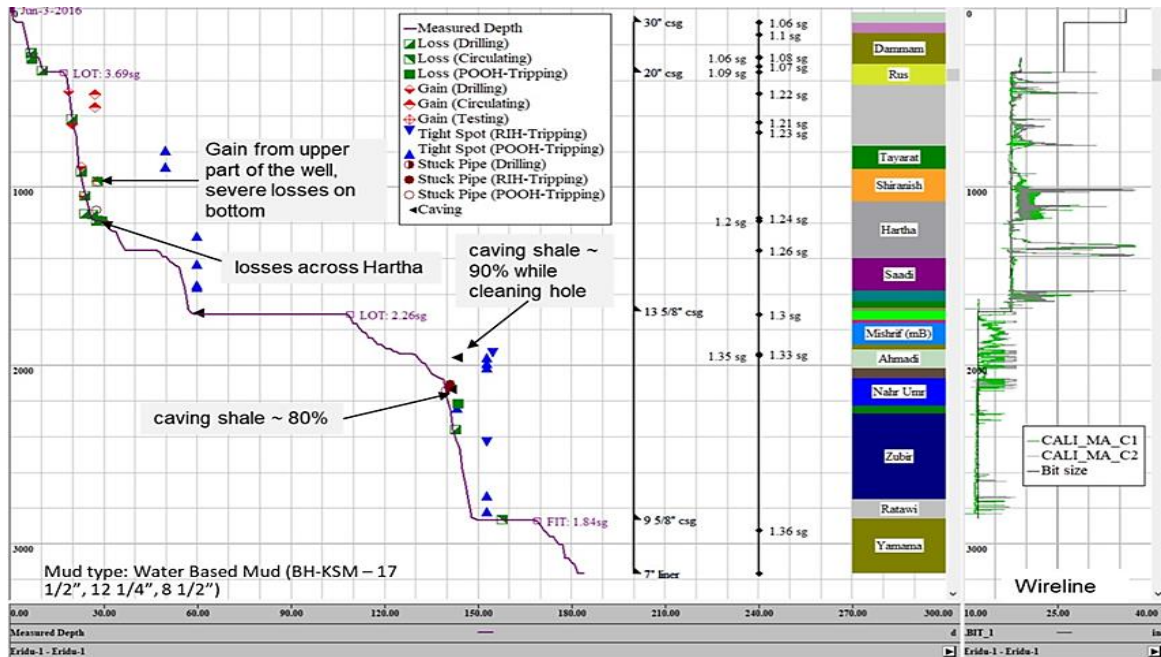 Jun-3-2016
Measured Depth
Loss (Drilling)
Loss (Circulating)
Loss (POOH-Tripping)
Gain (Drilling)
Gain (Circulating)
Gain (Testing)
Tight Spot (RIH-Tripping)
Tight Spot (POOH-Tripping)
Stuck Pipe (Drilling)
Stuck Pipe (RIH-Tripping)
Stuck Pipe (POOH-Tripping)
Caving
LOT: 3.69sg
Gain from upper
part of the well,
severe losses on
bottom
1000
losses across Hartha
caving shale ~
90% while
cleaning hole
LOT: 2.26sg
2000
caving shale ~ 80%
FIT: 1.84sg
3000
Mud type: Water Based Mud (BH-KSM – 17
1/2”, 12 1/4”, 8 1/2”)
30" csg
20" csg
13 5/8" csg
9 5/8" csg
7" liner
1.06 sg
1.1 sg
1.06 sg
1.08 sg
1.07 sg
1.09 sg
1.22 sg
1.21 sg
1.23 sg
1.2 sg
1.24 sg
1.26 sg
1.3 sg
1.35 sg
1.33 sg
1.36 sg
Dammam
Rus
Tayarat
Shiranish
Hartha
Saadi
Mishrif (mB)
Ahmadi
Nahr Umr
Zubir
Ratawi
Yamama
0
1000
2000
CALI_MA_C1
CALI_MA_C2
Bit size
3000
Wireline
0.00 30.00 60.00 90.00 120.00 150.00 180.00 210.00 240.00 270.00 300.00
Measured Depth d
Eridu-1 - Eridu-1
10.00 25.00 40.00
BIT_1 in
Eridu-1 - Eridu-1